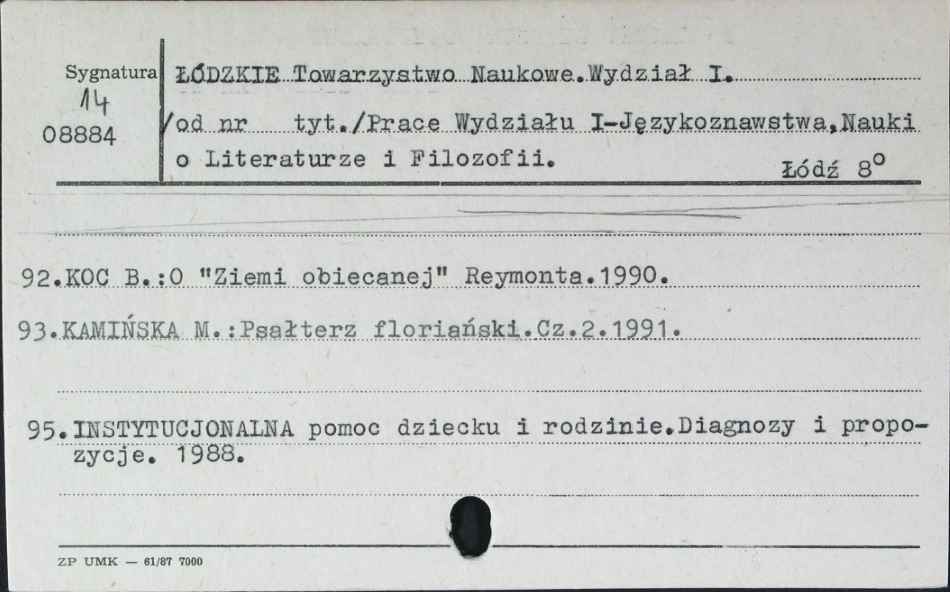 Sygnatura
14
08884
ŁÓDZKIE Towarzystwo Naukowe.Wydział I.
/od nr tyt./Prace Wydziału I-Językoznawstwa,Nauki
o Literaturze i Filozofii.
Łódź 8°
92.KOC B.:O "Ziemi obiecanej" Reymonta.1990.
93.KAMIŃSKA M.:Psałterz floriański.Cz.2.1991.
95.INSTYTUCJONALNA pomoc dziecku i rodzinie.Diagnozy i propo-
zycje. 1988.
ZP UMK — 61/87 7000